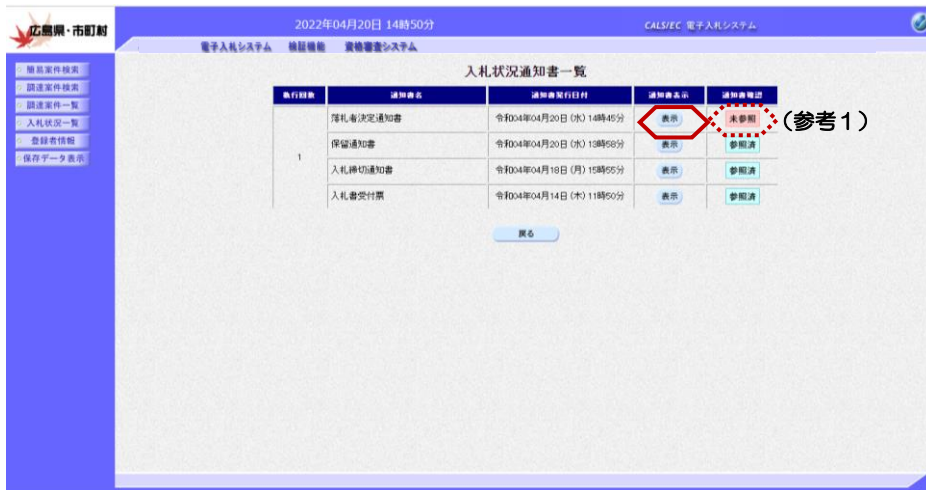 広島県・市町村
2022年04月20日 14時50分
CALS/EC 電子入札システム
電子入札システム 検証機能 資格審査システム
簡易案件検索
調達案件検索
調達案件一覧
入札状況一覧
登録者情報
保存データ表示
入札状況通知書一覧
執行回数 通知書名 通知書発行日付 通知書表示 通知書確認
1
落札者決定通知書 令和04年04月20日(水)14時45分 表示 未参照 (参考1)
保留通知書 令和04年04月20日(水)13時58分 表示 参照済
入札締切通知書 令和04年04月18日(月)15時55分 表示 参照済
入札書受付票 令和04年04月14日(木)11時50分 表示 参照済
戻る